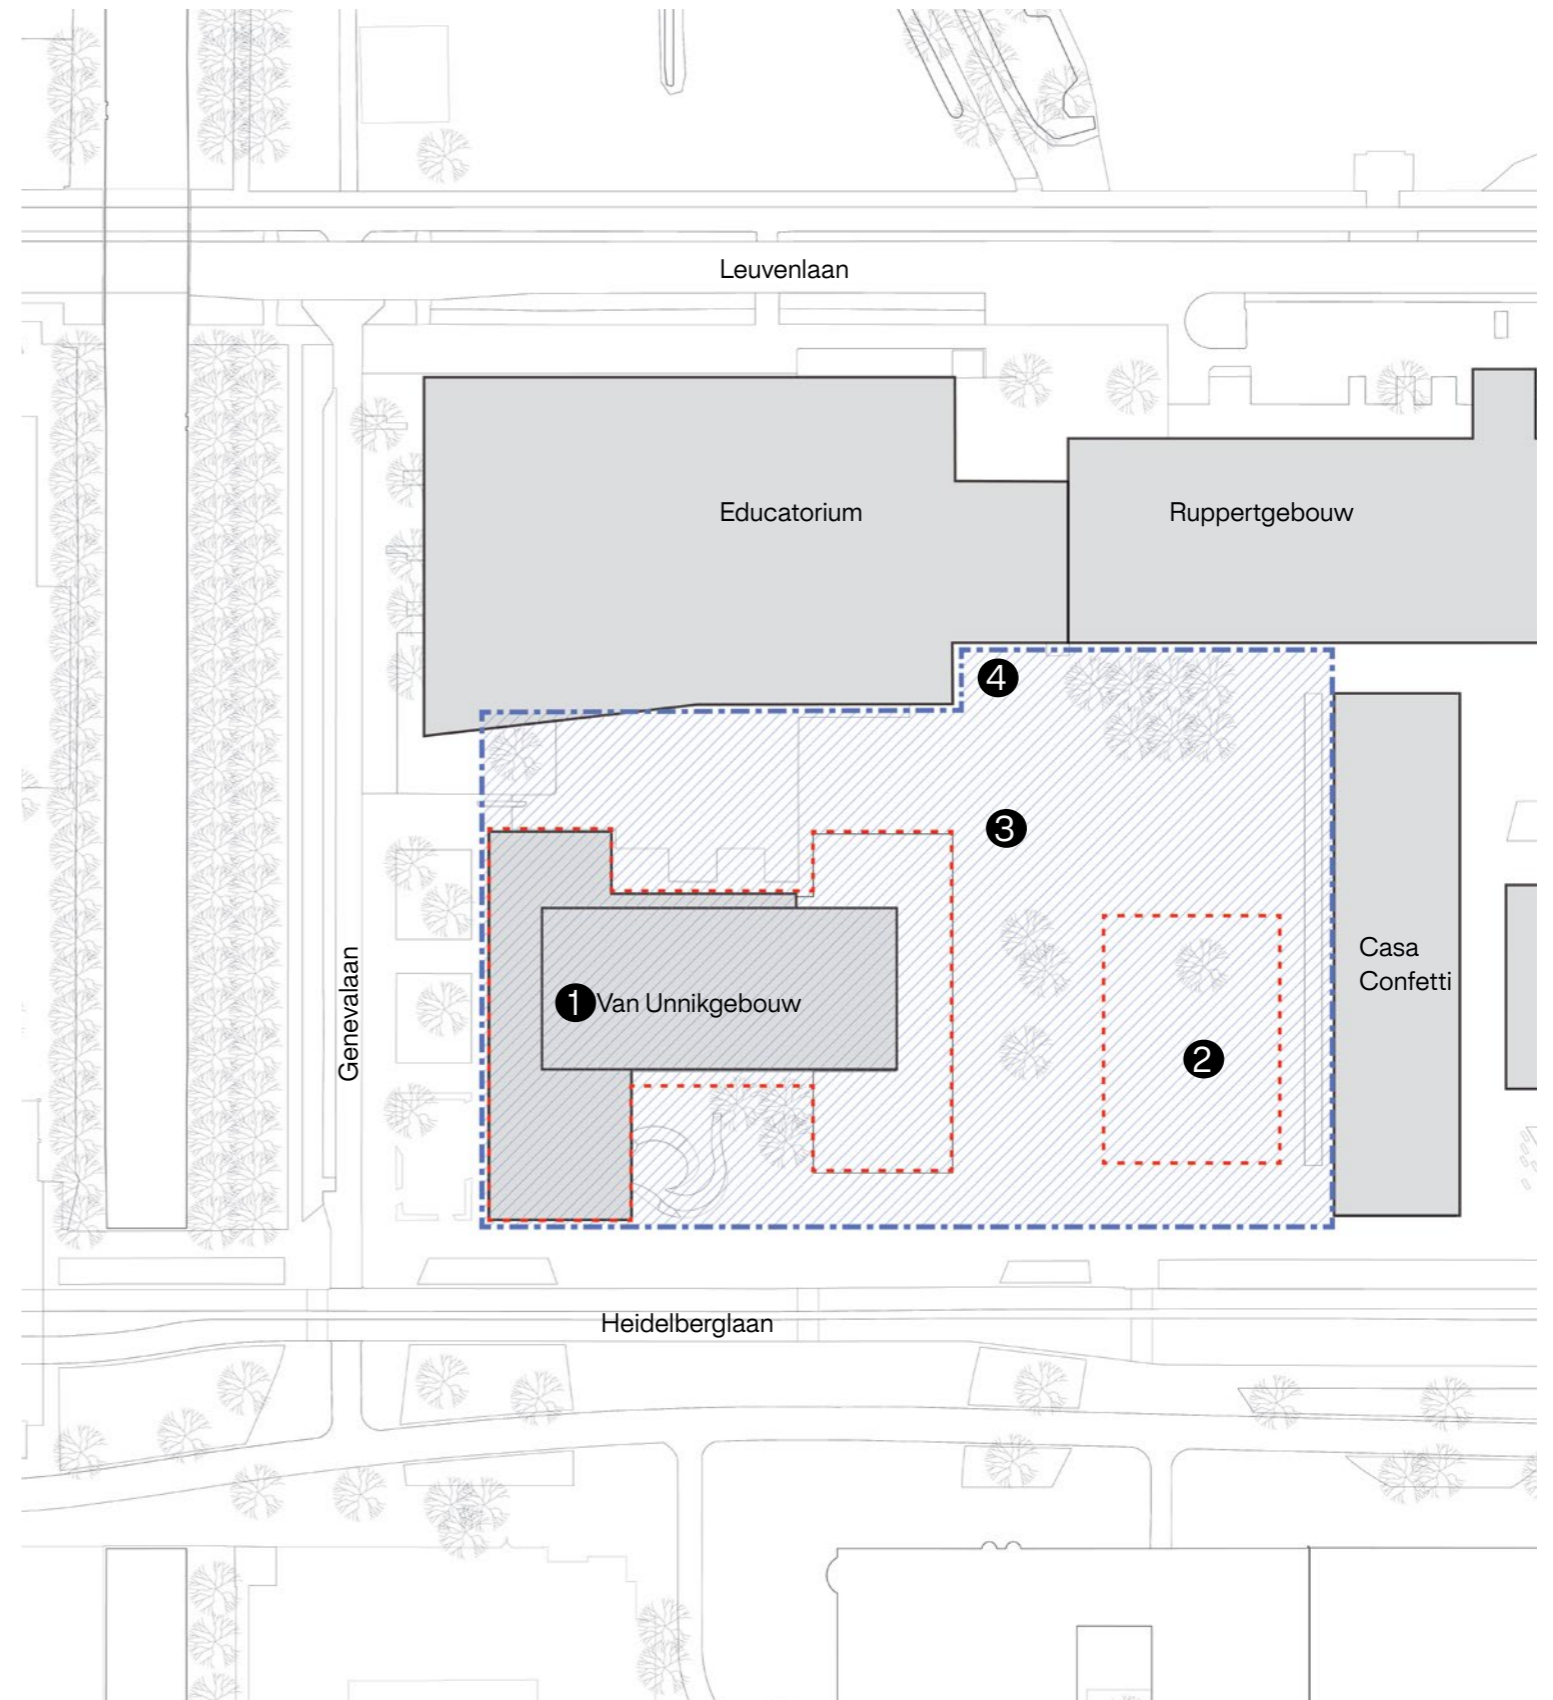 Leuvenlaan
Educatorium
Ruppertgebouw
4
3
Casa
Confetti
Genevalaan
1 Van Unnikgebouw
2
Heidelberglaan